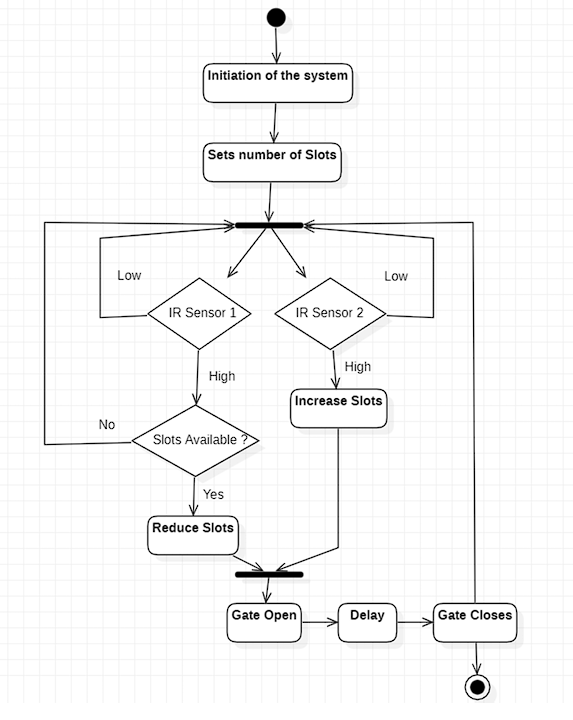 Initiation of the system
Sets number of Slots
Low
Low
IR Sensor 1
IR Sensor 2
High
High
Increase Slots
No
Slots Available ?
Yes
Reduce Slots
Gate Open
Delay
Gate Closes